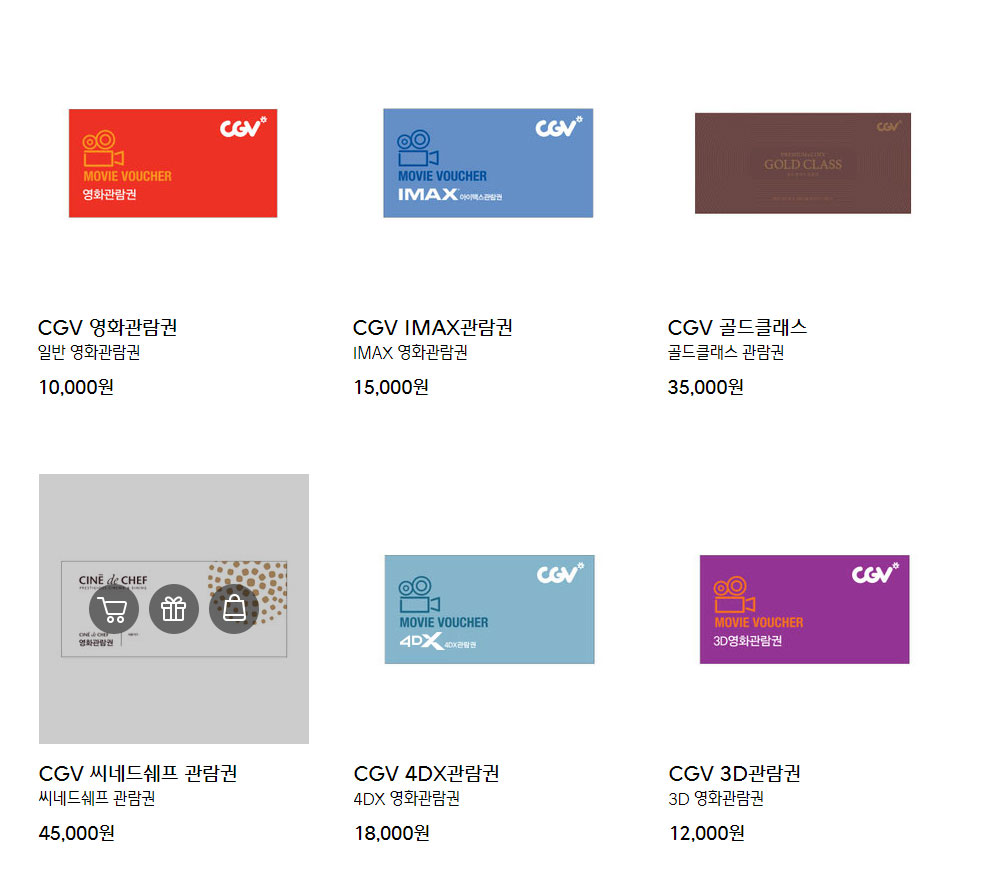 CGV
MOVIE VOUCHER
영화관람권
CGV
MOVIE VOUCHER
IMAX 아이맥스관람권
CGV
GOLD CLASS
CGV 영화관람권
일반 영화관람권
10,000원
CGV IMAX관람권
IMAX 영화관람권
15,000원
CGV 골드클래스
골드클래스 관람권
35,000원
CINÉ de CHEF
CINÉ de CHEF
영화관람권
CGV
MOVIE VOUCHER
4DX 4DX관람권
CGV
MOVIE VOUCHER
3D영화관람권
CGV 씨네드쉐프 관람권
씨네드쉐프 관람권
45,000원
CGV 4DX관람권
4DX 영화관람권
18,000원
CGV 3D관람권
3D 영화관람권
12,000원